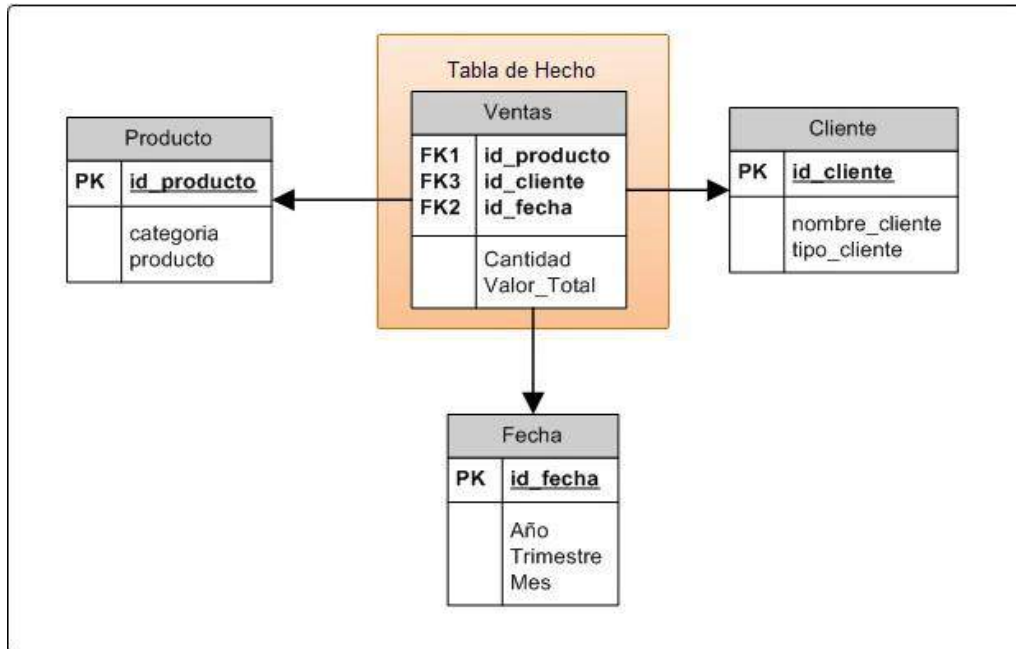 Tabla de Hecho
Producto
PK id_producto
categoria
producto
Ventas
FK1 id_producto
FK3 id_cliente
FK2 id_fecha
Cantidad
Valor_Total
Cliente
PK id_cliente
nombre_cliente
tipo_cliente
Fecha
PK id_fecha
Año
Trimestre
Mes